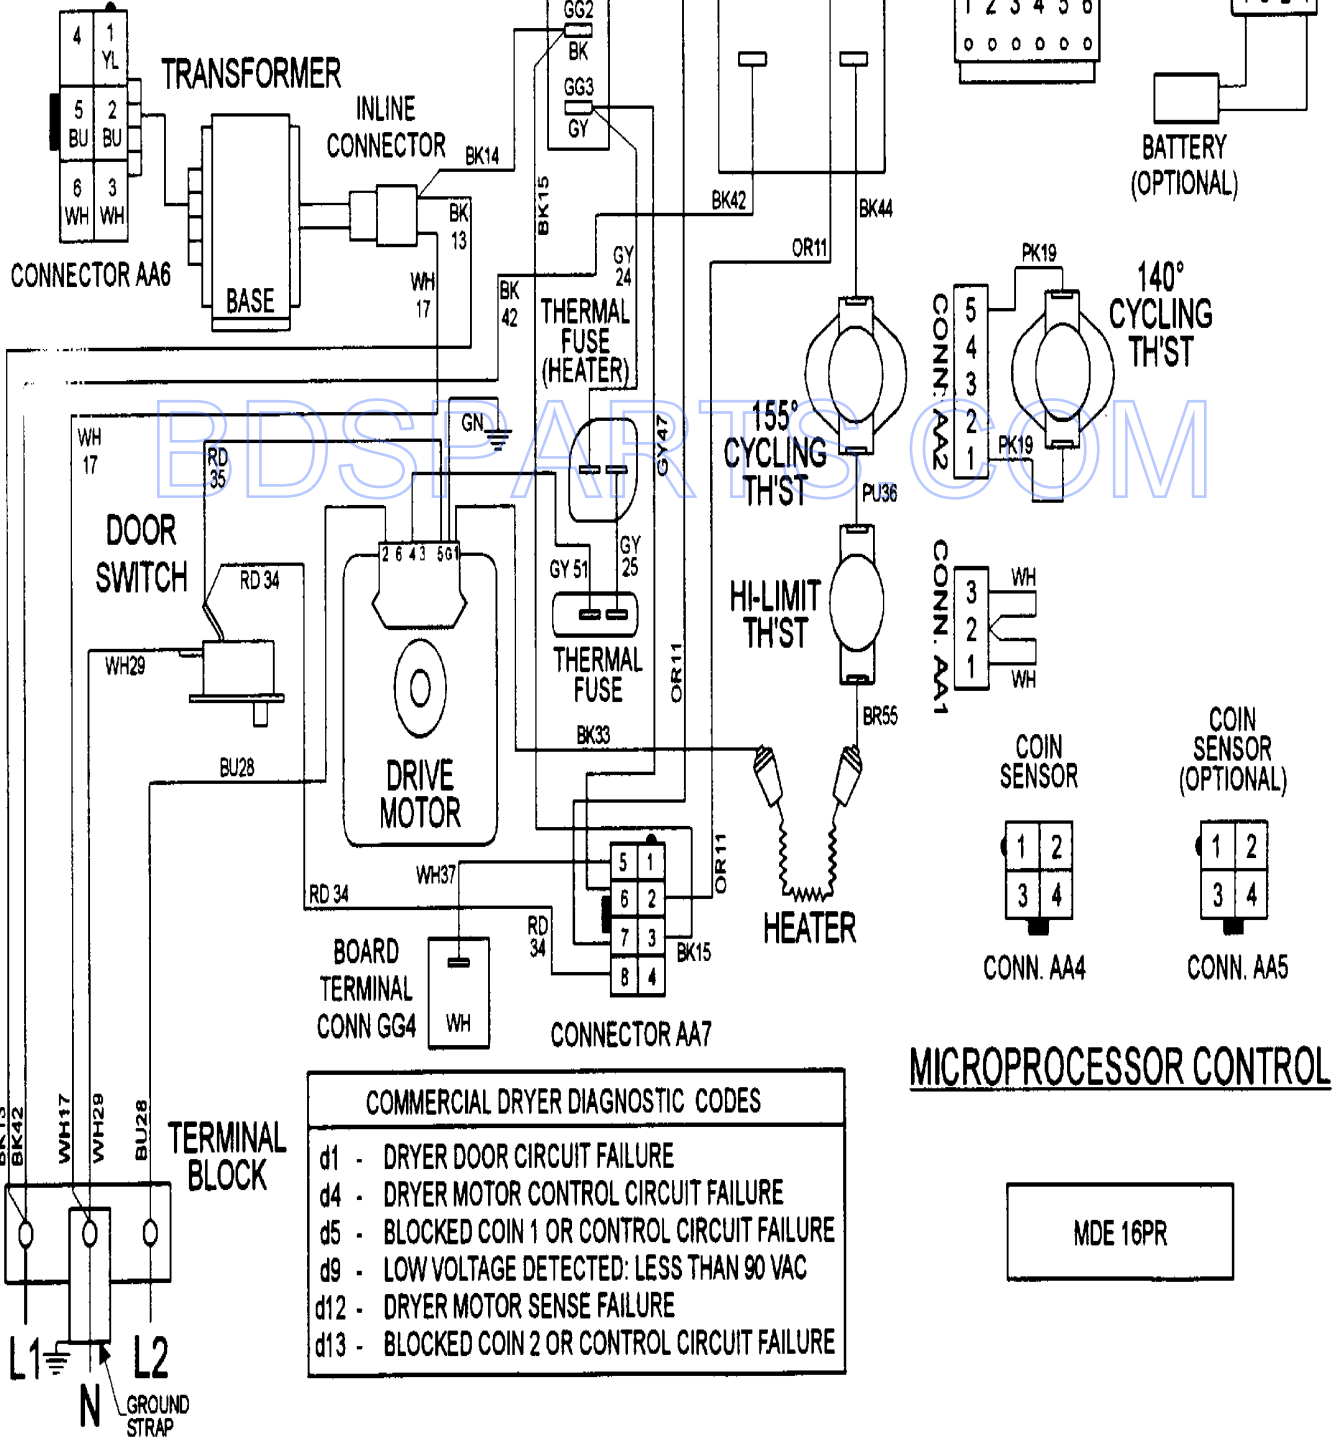 GG2
BK
GG3
GY
1 2 3 4 5 6
4 1
YL
5 2
BU BU
6 3
WH WH
CONNECTOR AA6
TRANSFORMER
BASE
INLINE
CONNECTOR
BK14
BK
13
WH
17
BK15
BK
42
GY
24
BK42
BK44
OR11
BATTERY
(OPTIONAL)
THERMAL
FUSE
(HEATER)
GY47
155°
CYCLING
TH'ST
PU36
CONN. AA2
5
4
3
2
1
PK19
PK19
140°
CYCLING
TH'ST
BDSPARTS.COM
WH
17
RD
35
GN
DOOR
SWITCH
RD 34
WH29
2 6 4 3 5 G 1
GY 51
GY
25
THERMAL
FUSE
OR11
HI-LIMIT
TH'ST
BR55
CONN. AA1
3
2
1
WH
WH
BU28
DRIVE
MOTOR
BK33
HEATER
OR11
COIN
SENSOR
1 2
3 4
CONN. AA4
COIN
SENSOR
(OPTIONAL)
1 2
3 4
CONN. AA5
WH37
RD 34
RD
34
5 1
6 2
7 3
8 4
BK15
CONNECTOR AA7
BOARD
TERMINAL
CONN GG4
WH
MICROPROCESSOR CONTROL
BK13
BK42
WH17
WH29
BU28
TERMINAL
BLOCK
L1
N
L2
GROUND
STRAP
COMMERCIAL DRYER DIAGNOSTIC CODES
d1 - DRYER DOOR CIRCUIT FAILURE
d4 - DRYER MOTOR CONTROL CIRCUIT FAILURE
d5 - BLOCKED COIN 1 OR CONTROL CIRCUIT FAILURE
d9 - LOW VOLTAGE DETECTED: LESS THAN 90 VAC
d12 - DRYER MOTOR SENSE FAILURE
d13 - BLOCKED COIN 2 OR CONTROL CIRCUIT FAILURE
MDE 16PR